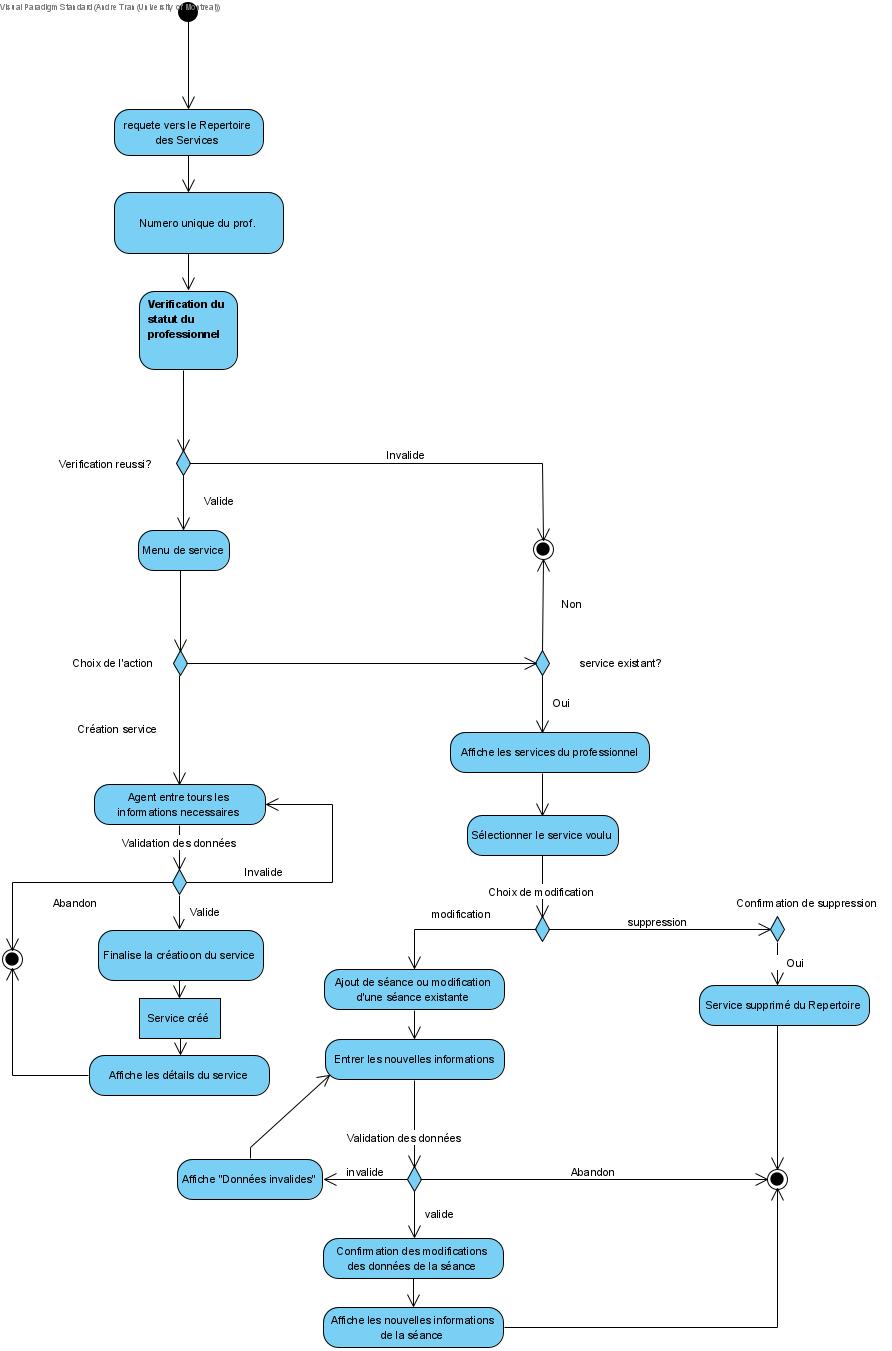 Visual Paradigm Standard (Andre Tran (University of Montreal))
requete vers le Repertoire
des Services
Numero unique du prof.
Verification du
statut du
professionnel
Verification reussi?
Invalide
Valide
Menu de service
Non
Choix de l'action
service existant?
Oui
Création service
Affiche les services du professionnel
Agent entre tours les
informations necessaires
Sélectionner le service voulu
Validation des données
Invalide
Choix de modification
Abandon
Valide
modification
suppression
Confirmation de suppression
Finalise la créatioon du service
Oui
Ajout de séance ou modification
d'une séance existante
Service supprimé du Repertoire
Service créé
Entrer les nouvelles informations
Affiche les détails du service
Validation des données
Affiche "Données invalides"
invalide
Abandon
valide
Confirmation des modifications
des données de la séance
Affiche les nouvelles informations
de la séance